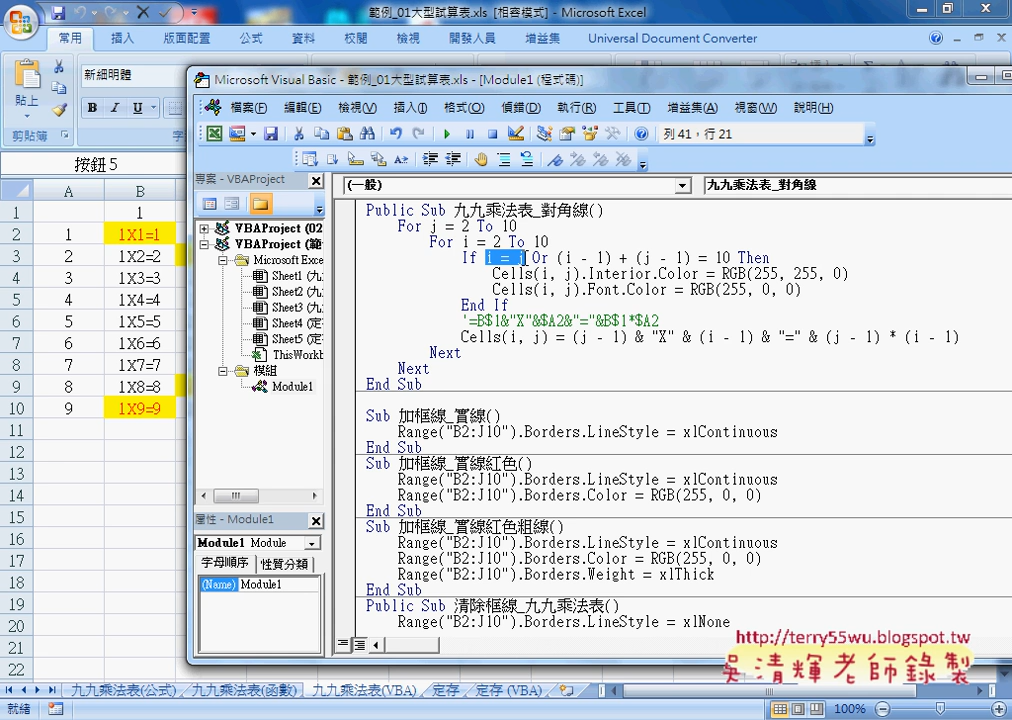 範例_01大型試算表.xls [相容模式] - Microsoft Excel
常用 插入 版面配置 公式 資料 校閱 檢視 開發人員 增益集 Universal Document Converter
貼上
新細明體
B I U
剪貼簿
按鈕 5
A B
1 1
2 1 1X1=1
3 2 1X2=2
4 3 1X3=3
5 4 1X4=4
6 5 1X5=5
7 6 1X6=6
8 7 1X7=7
9 8 1X8=8
10 9 1X9=9
11
12
13
14
15
16
17
18
19
20
21
22
Microsoft Visual Basic - 範例_01大型試算表.xls - [Module1 (程式碼)]
檔案(F) 編輯(E) 檢視(V) 插入(I) 格式(O) 偵錯(D) 執行(R) 工具(T) 增益集(A) 視窗(W) 說明(H)
列 41，行 21
專案 - VBAProject
VBAProject (02
VBAProject (範
Microsoft Exce
Sheet1 (九
Sheet2 (九
Sheet3 (九
Sheet4 (定
Sheet5 (定
ThisWorkb
模組
Module1
屬性 - Module1
Module1 Module
字母順序 性質分類
(Name) Module1
(一般) 九九乘法表_對角線
Public Sub 九九乘法表_對角線()
For j = 2 To 10
For i = 2 To 10
If i = j Or (i - 1) + (j - 1) = 10 Then
Cells(i, j).Interior.Color = RGB(255, 255, 0)
Cells(i, j).Font.Color = RGB(255, 0, 0)
End If
'=B$1&"X"&$A2&"="&B$1*$A2
Cells(i, j) = (j - 1) & "X" & (i - 1) & "=" & (j - 1) * (i - 1)
Next
Next
End Sub
Sub 加框線_實線()
Range("B2:J10").Borders.LineStyle = xlContinuous
End Sub
Sub 加框線_實線紅色()
Range("B2:J10").Borders.LineStyle = xlContinuous
Range("B2:J10").Borders.Color = RGB(255, 0, 0)
End Sub
Sub 加框線_實線紅色粗線()
Range("B2:J10").Borders.LineStyle = xlContinuous
Range("B2:J10").Borders.Color = RGB(255, 0, 0)
Range("B2:J10").Borders.Weight = xlThick
End Sub
Public Sub 清除框線_九九乘法表()
Range("B2:J10").Borders.LineStyle = xlNone
http://terry55wu.blogspot.tw
吳清輝老師錄製
九九乘法表(公式) 九九乘法表(函數) 九九乘法表(VBA) 定存 定存 (VBA)
就緒 100%